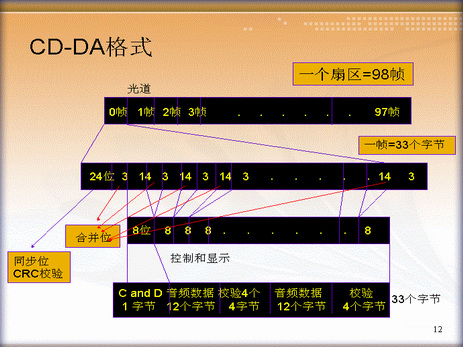 CD-DA格式
一个扇区=98帧
光道
0帧 1帧 2帧 3帧 . . . . . . 97帧
一帧=33个字节
24位 3 14 3 14 3 14 3 . . . . . 14 3
合并位
8位 8 8 8 . . . . . . . 8
同步位
CRC校验
控制和显示
C and D 音频数据 校验4个 音频数据 校验
1 字节 12个字节 4字节 12个字节 4个字节
33个字节
12